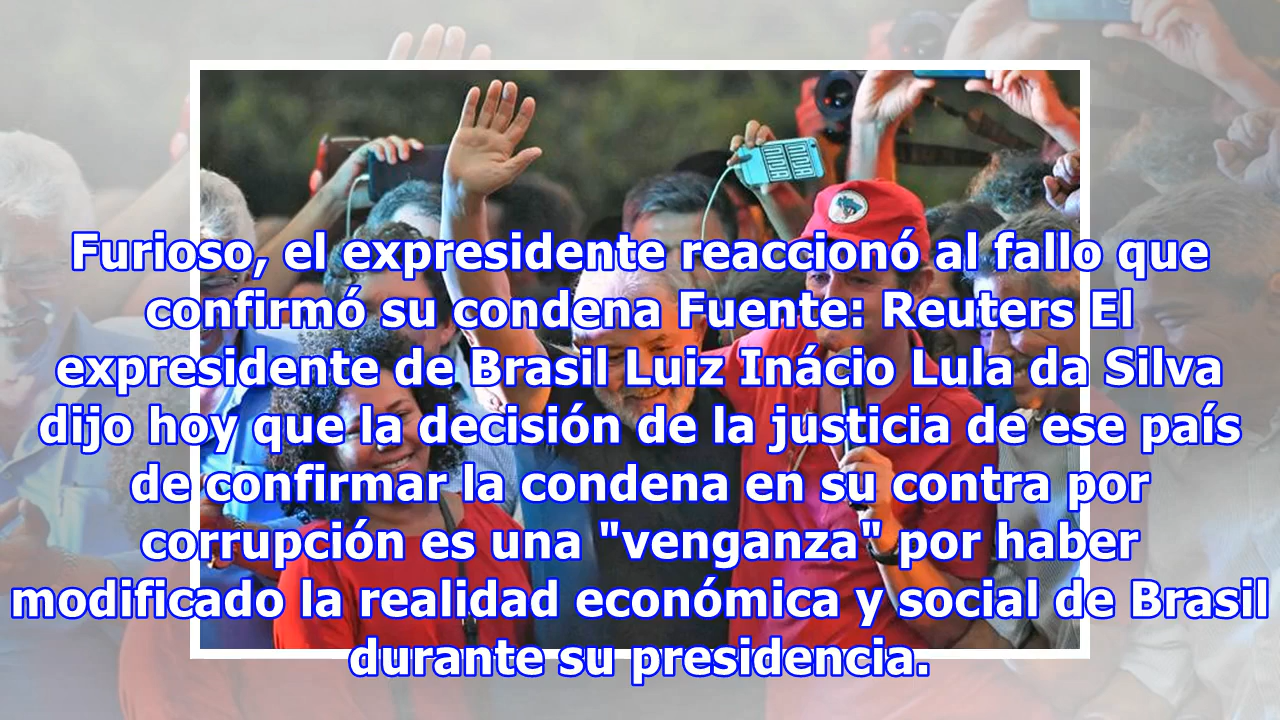 Furioso, el expresidente reaccionó al fallo que
confirmó su condena Fuente: Reuters El
expresidente de Brasil Luiz Inácio Lula da Silva
dijo hoy que la decisión de la justicia de ese país
de confirmar la condena en su contra por
corrupción es una "venganza" por haber
modificado la realidad económica y social de Brasil
durante su presidencia.